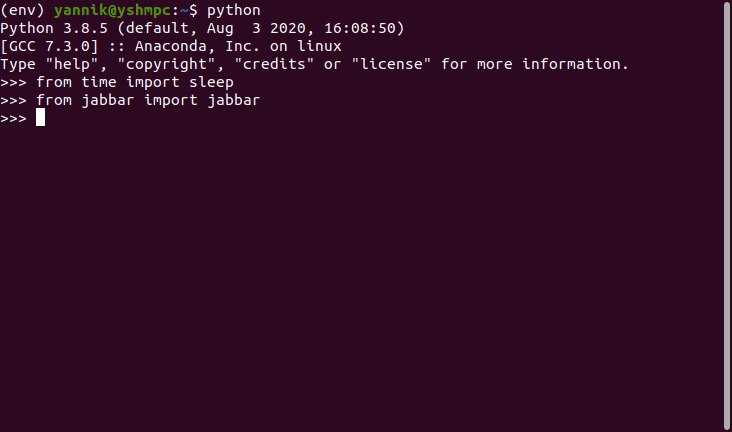 (env) yannik@yshmpc:~$ python
Python 3.8.5 (default, Aug  3 2020, 16:08:50)
[GCC 7.3.0] :: Anaconda, Inc. on linux
Type "help", "copyright", "credits" or "license" for more information.
>>> from time import sleep
>>> from jabbar import jabbar
>>>